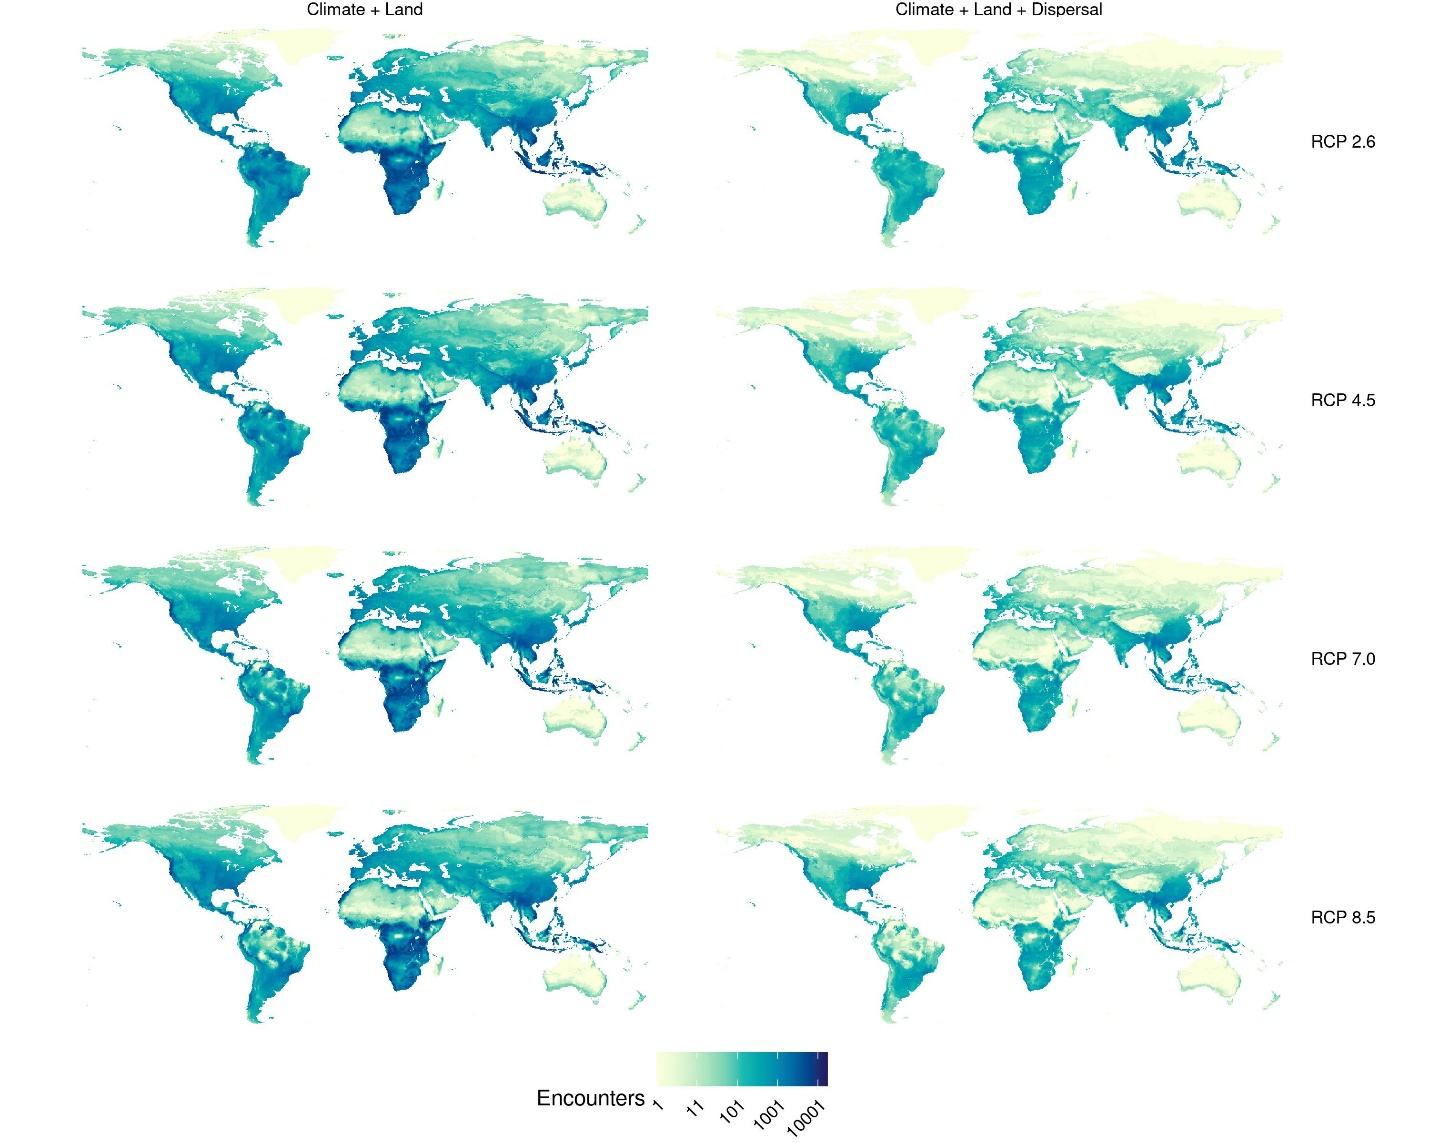 Climate + Land
Climate + Land + Dispersal
RCP 2.6
RCP 4.5
RCP 7.0
RCP 8.5
Encounters
1
11
101
1001
10001